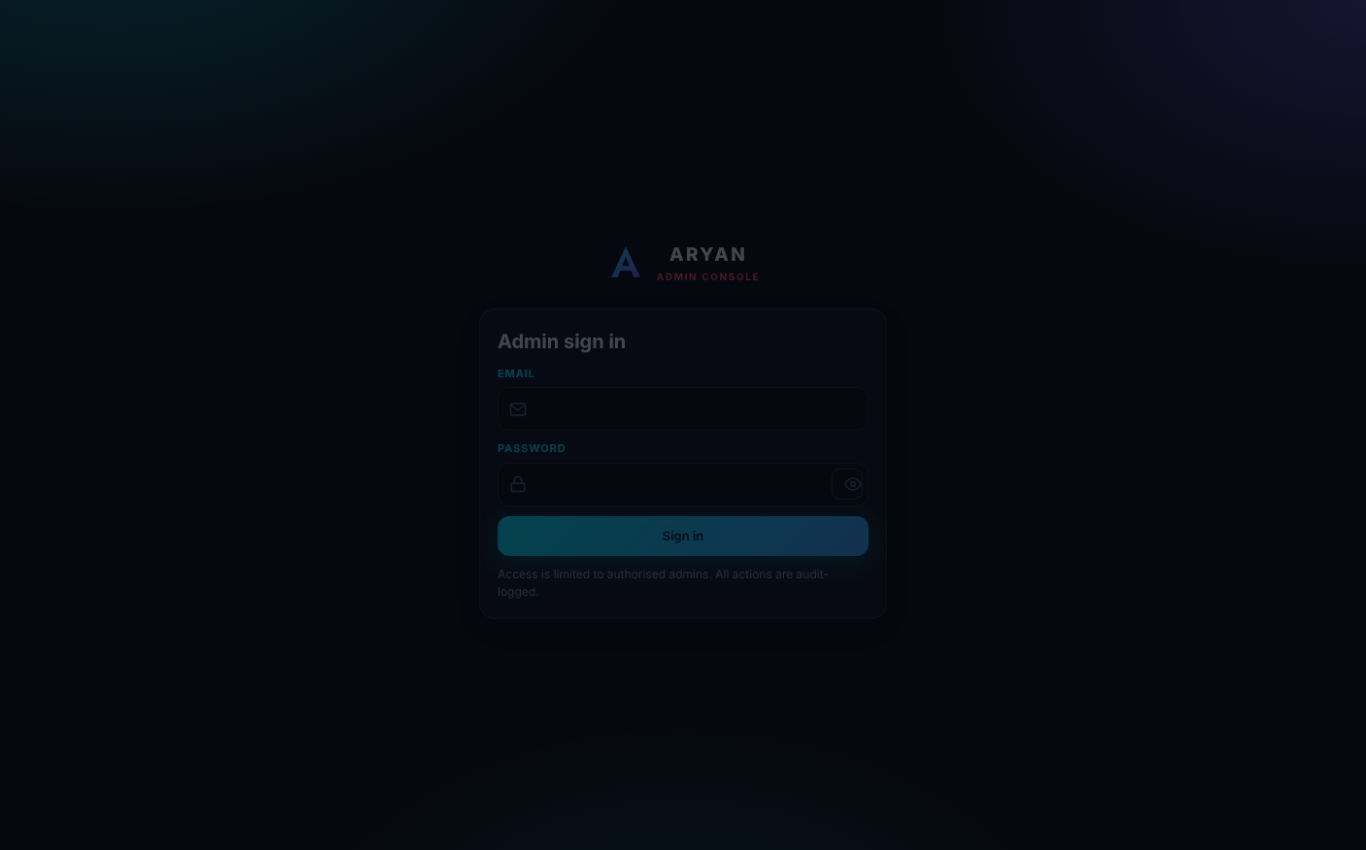 ARYAN
ADMIN CONSOLE
Admin sign in
EMAIL
PASSWORD
Sign in
Access is limited to authorised admins. All actions are audit-
logged.